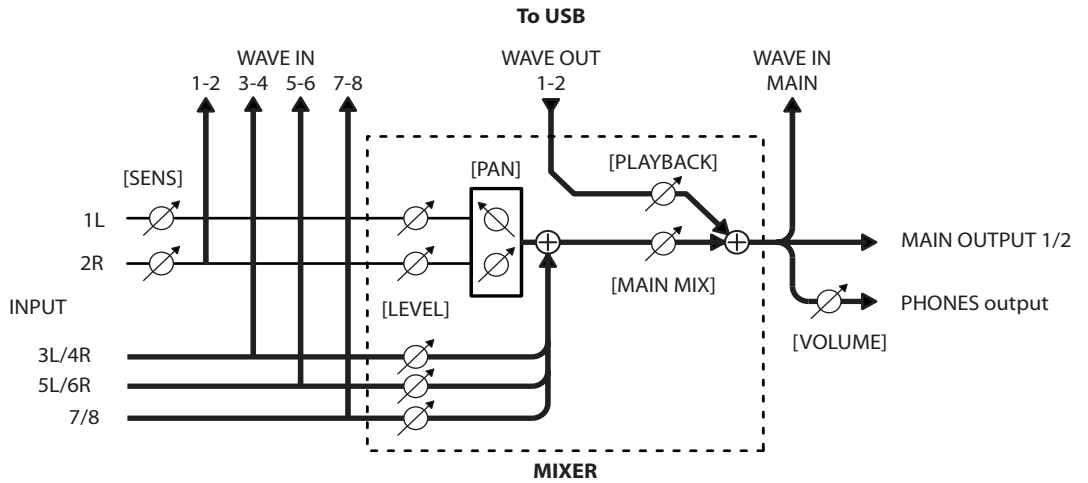 To USB
WAVE IN
1-2 3-4 5-6 7-8
WAVE OUT
1-2
WAVE IN
MAIN
[SENS]
[PAN]
[PLAYBACK]
1L
2R
[LEVEL]
[MAIN MIX]
MAIN OUTPUT 1/2
INPUT
PHONES output
[VOLUME]
3L/4R
5L/6R
7/8
MIXER